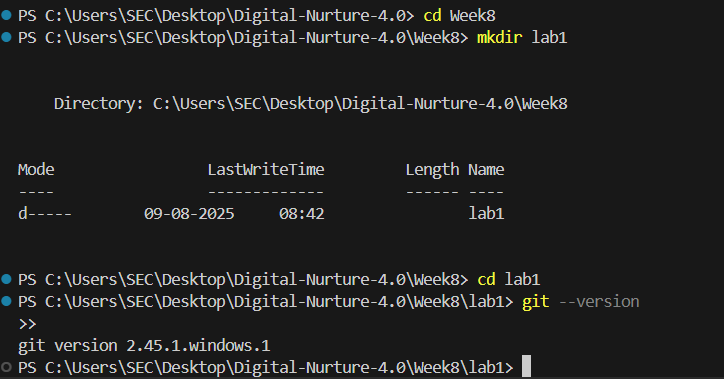 PS C:\Users\SEC\Desktop\Digital-Nurture-4.0> cd Week8
PS C:\Users\SEC\Desktop\Digital-Nurture-4.0\Week8> mkdir lab1
Directory: C:\Users\SEC\Desktop\Digital-Nurture-4.0\Week8
Mode                 LastWriteTime         Length Name
----                 -------------         ------ ----
d-----        09-08-2025     08:42                lab1
PS C:\Users\SEC\Desktop\Digital-Nurture-4.0\Week8> cd lab1
PS C:\Users\SEC\Desktop\Digital-Nurture-4.0\Week8\lab1> git --version
>>
git version 2.45.1.windows.1
PS C:\Users\SEC\Desktop\Digital-Nurture-4.0\Week8\lab1>